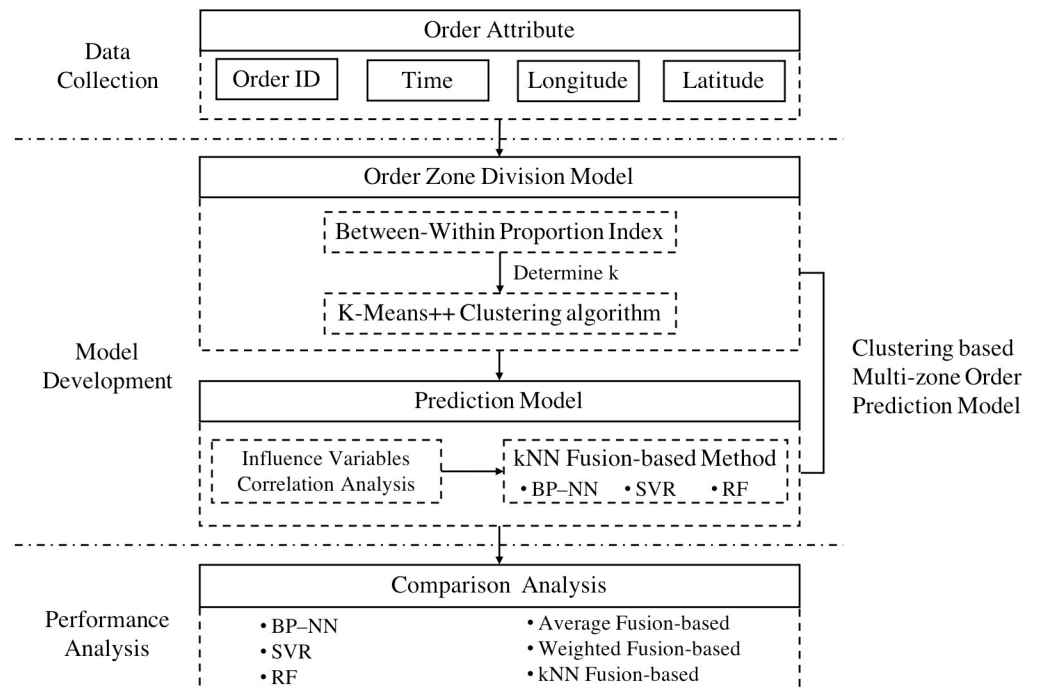 Order Attribute
Data
Collection
Order ID
Time
Longitude
Latitude
Order Zone Division Model
Between-Within Proportion Index
Determine k
K-Means++ Clustering algorithm
Model
Development
Clustering based
Multi-zone Order
Prediction Model
Prediction Model
Influence Variables
Correlation Analysis
kNN Fusion-based Method
• BP–NN • SVR • RF
Comparison Analysis
Performance
Analysis
• BP–NN
• SVR
• RF
• Average Fusion-based
• Weighted Fusion-based
• kNN Fusion-based